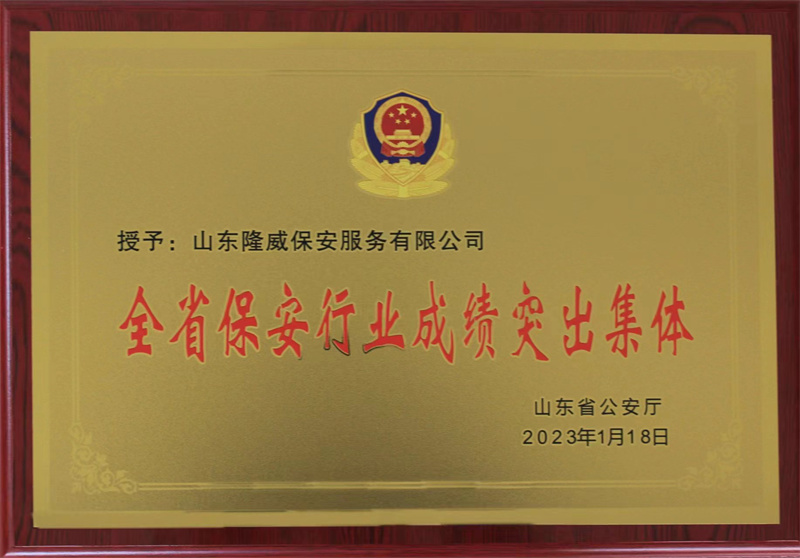 授予：山东隆威保安服务有限公司
全省保安行业成绩突出集体
山东省公安厅
2023年1月18日